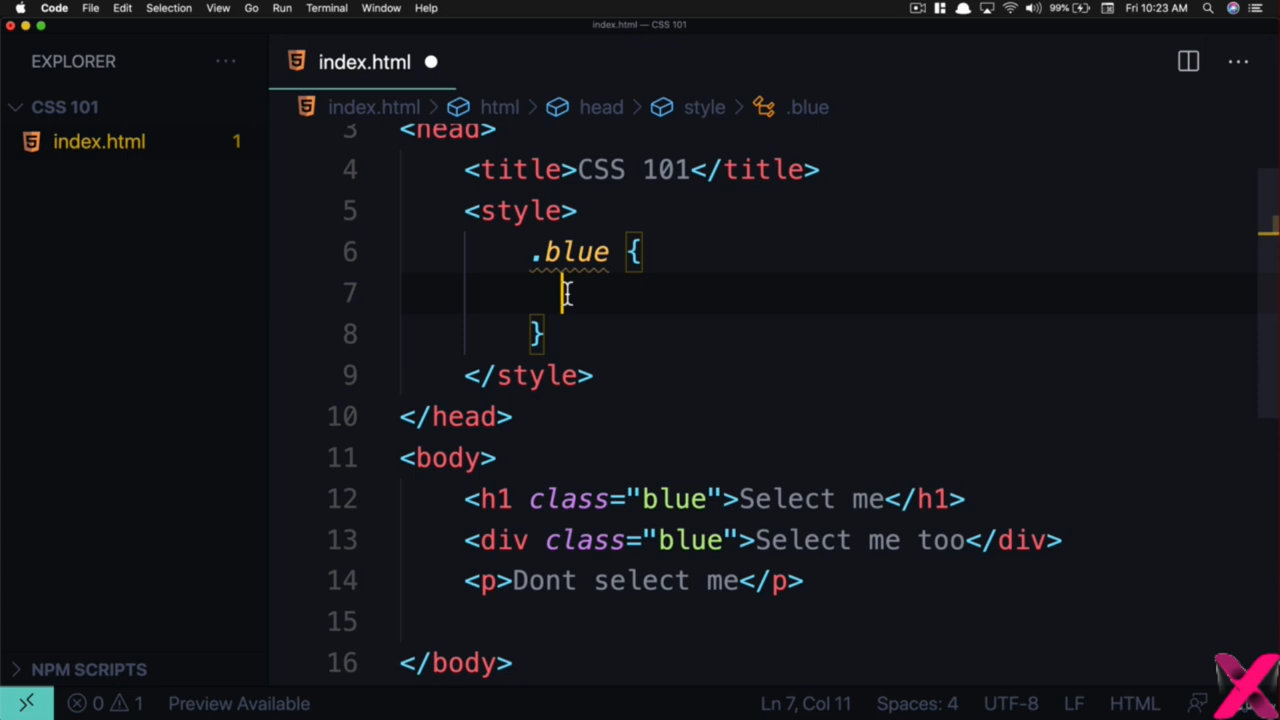 Code File Edit Selection View Go Run Terminal Window Help 99% Fri 10:23 AM
index.html — CSS 101
EXPLORER ···
index.html
CSS 101
index.html 1
index.html > html > head > style > .blue
3 <head>
4 <title>CSS 101</title>
5 <style>
6 .blue {
7
8 }
9 </style>
10 </head>
11 <body>
12 <h1 class="blue">Select me</h1>
13 <div class="blue">Select me too</div>
14 <p>Dont select me</p>
15
16 </body>
NPM SCRIPTS
0 1 Preview Available Ln 7, Col 11 Spaces: 4 UTF-8 LF HTML
X